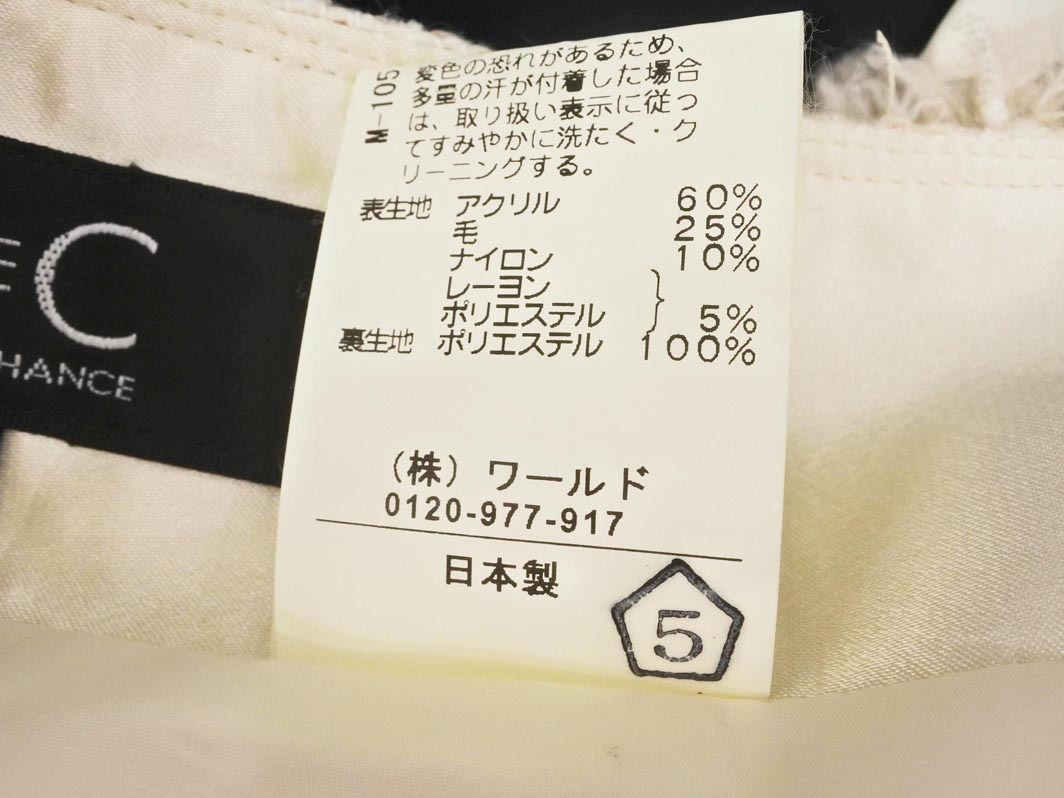 M-105
変色の恐れがあるため、
多量の汗が付着した場合
は、取り扱い表示に従っ
てすみやかに洗たく・ク
リーニングする。
表生地 アクリル 60%
毛 25%
ナイロン 10%
レーヨン
ポリエステル 5%
裏生地 ポリエステル 100%
(株)ワールド
0120-977-917
日本製
5
C
HANCE